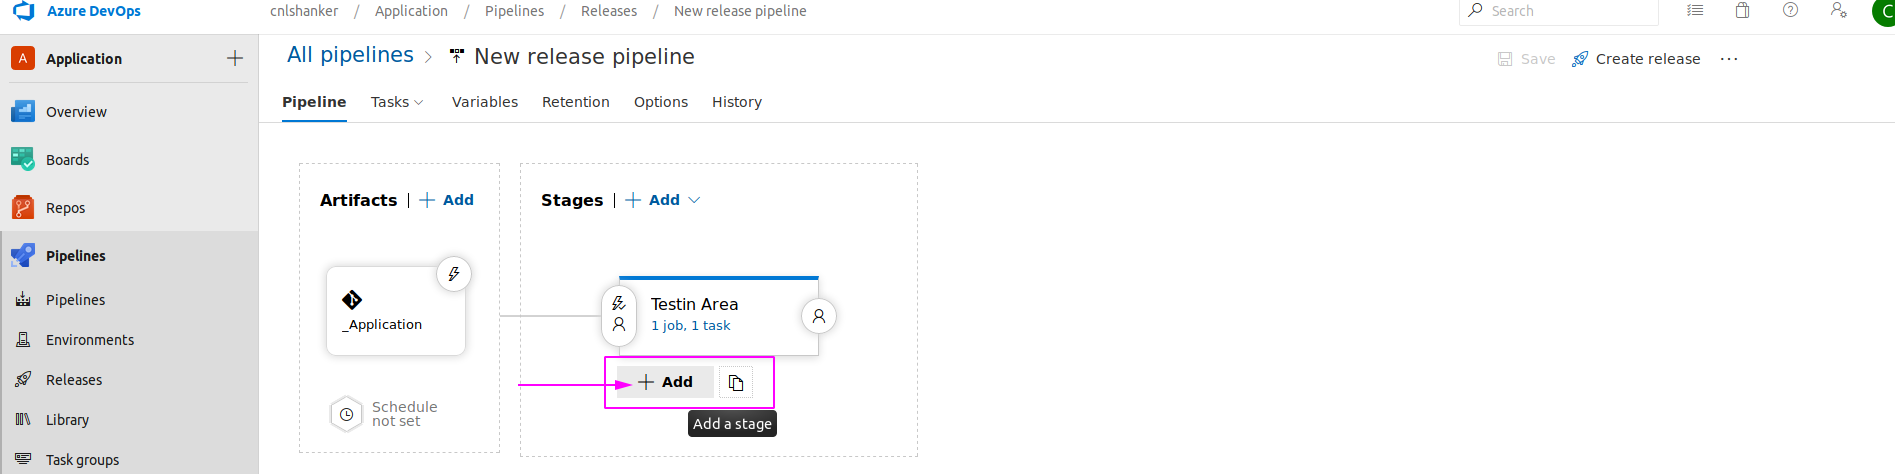 Azure DevOps
cnlshanker / Application / Pipelines / Releases / New release pipeline
Search
C
A Application
Overview
Boards
Repos
Pipelines
Pipelines
Environments
Releases
Library
Task groups
All pipelines > New release pipeline
Save Create release ...
Pipeline Tasks Variables Retention Options History
Artifacts | + Add
_Application
Schedule
not set
Stages | + Add
Testin Area
1 job, 1 task
+ Add
Add a stage